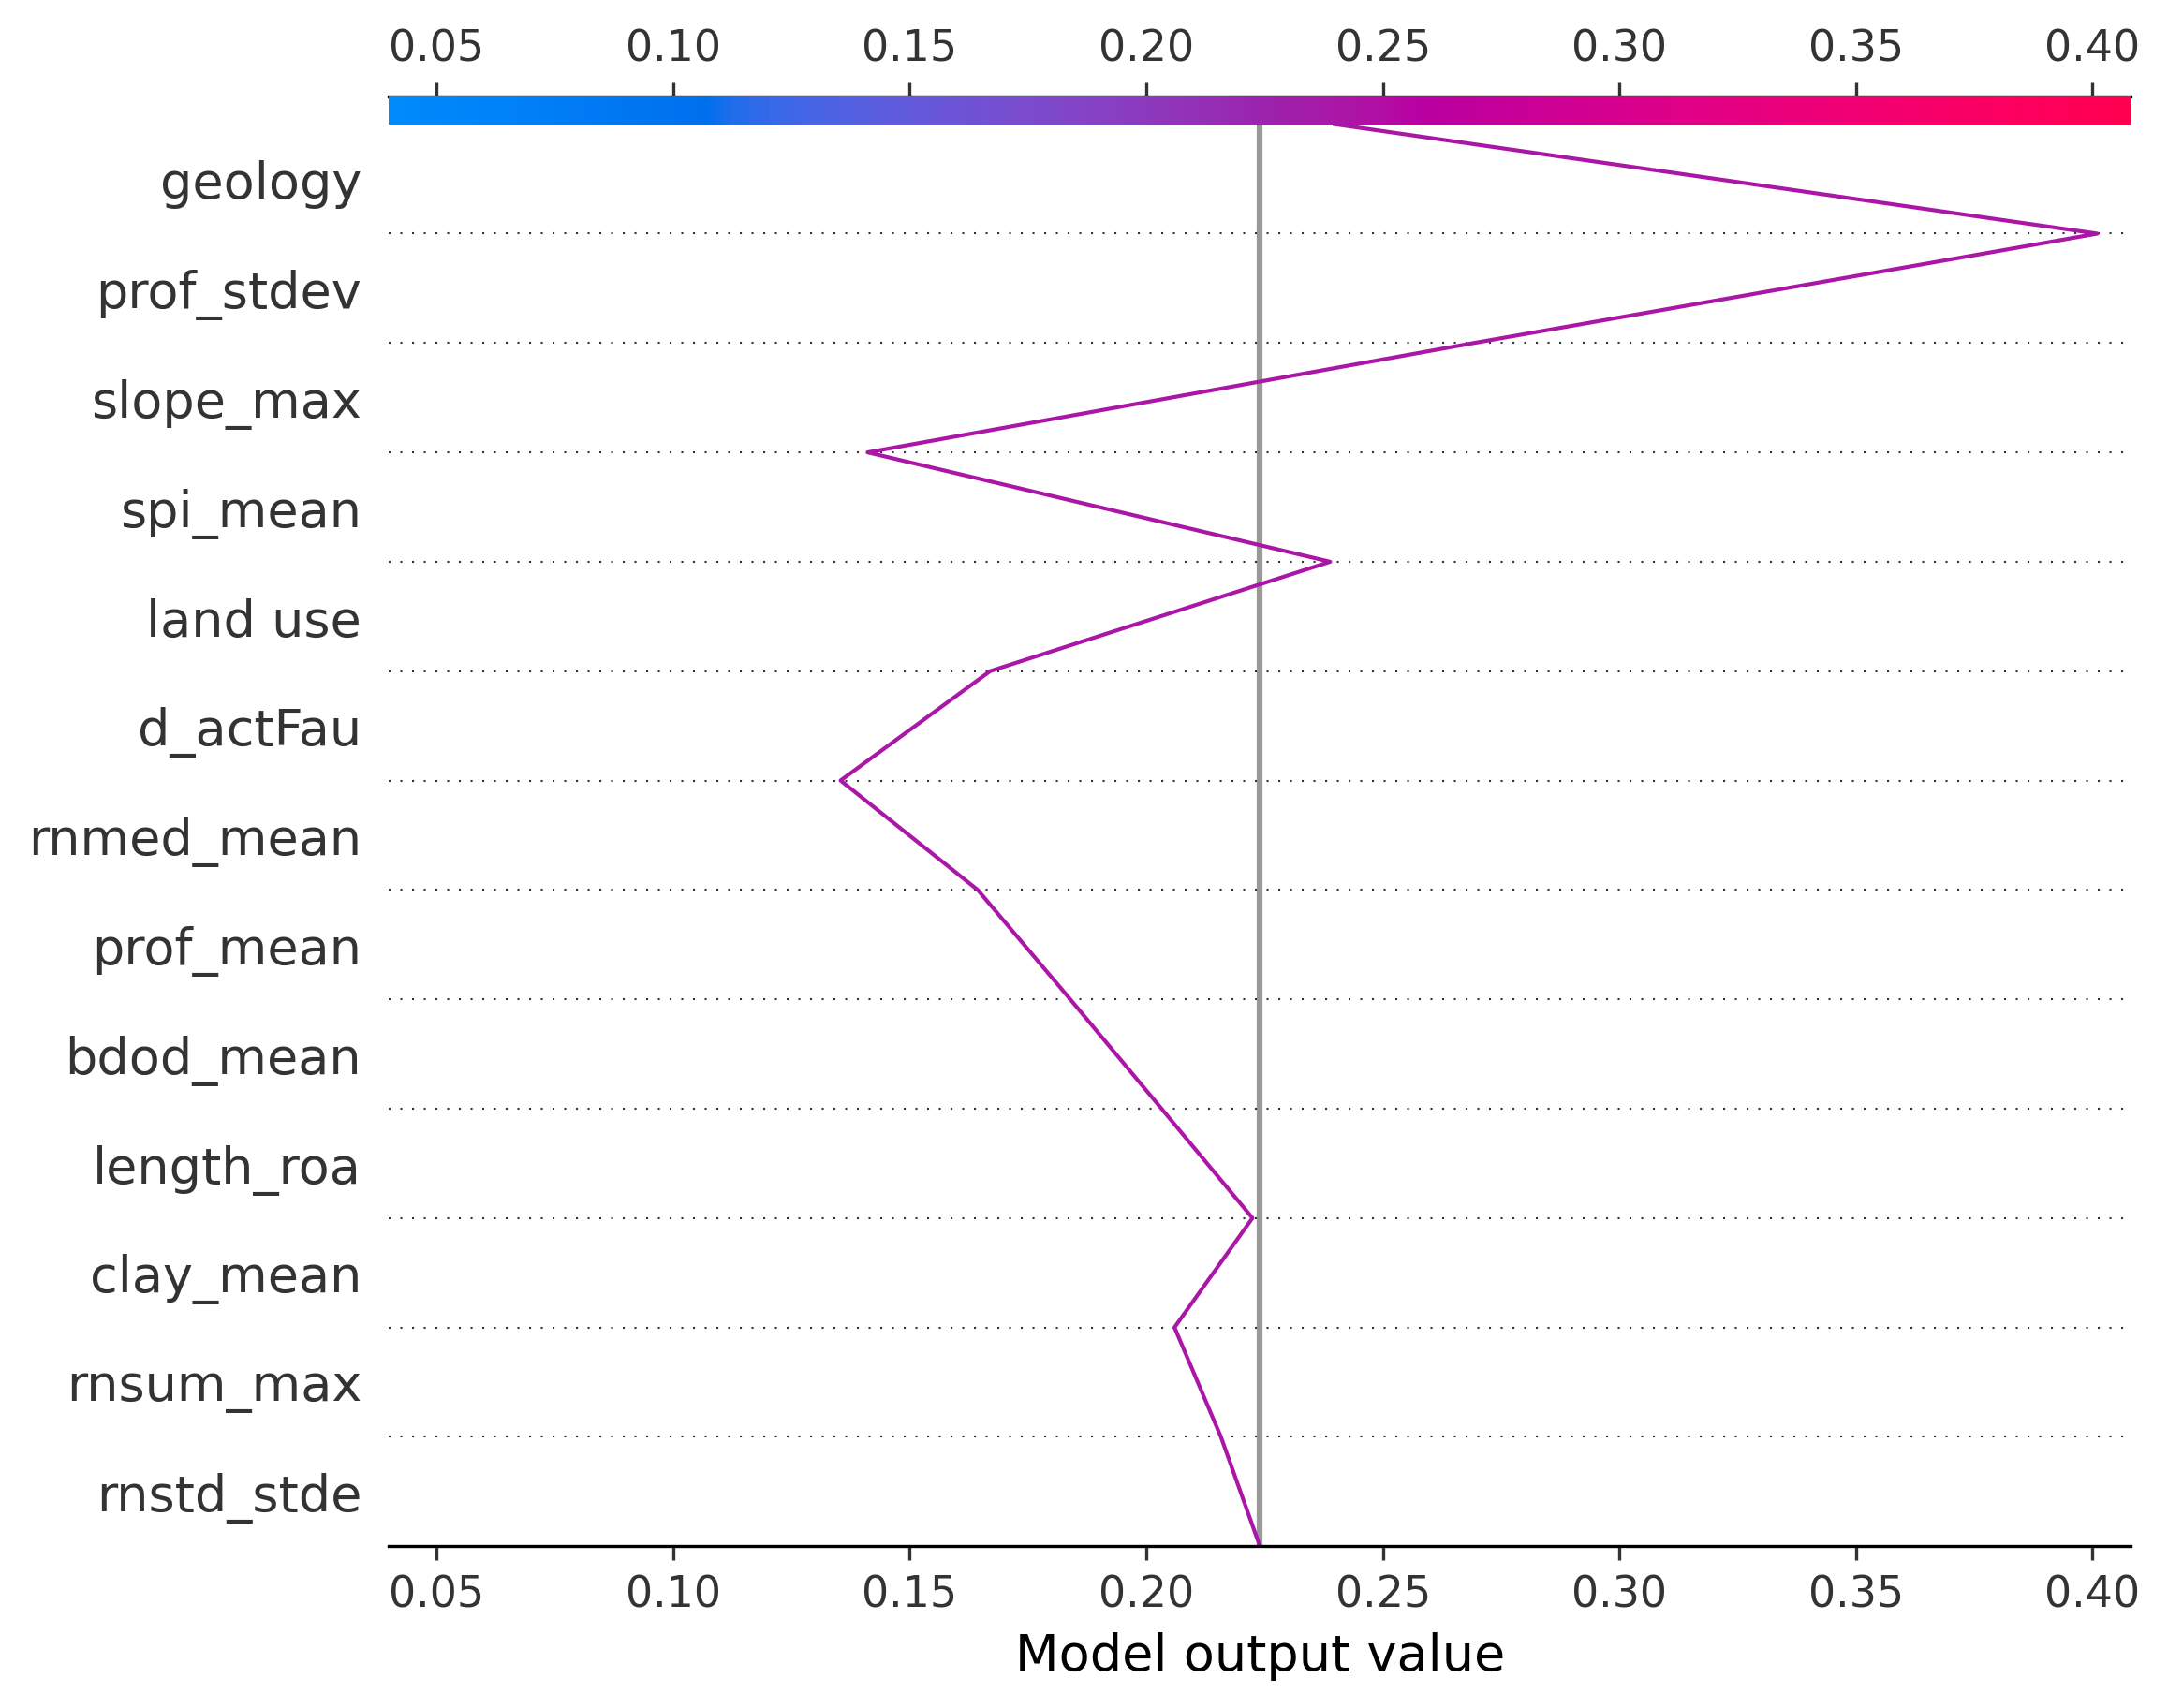 0.05 0.10 0.15 0.20 0.25 0.30 0.35 0.40
geology
prof_stdev
slope_max
spi_mean
land use
d_actFau
rnmed_mean
prof_mean
bdod_mean
length_roa
clay_mean
rnsum_max
rnstd_stde
0.05 0.10 0.15 0.20 0.25 0.30 0.35 0.40
Model output value